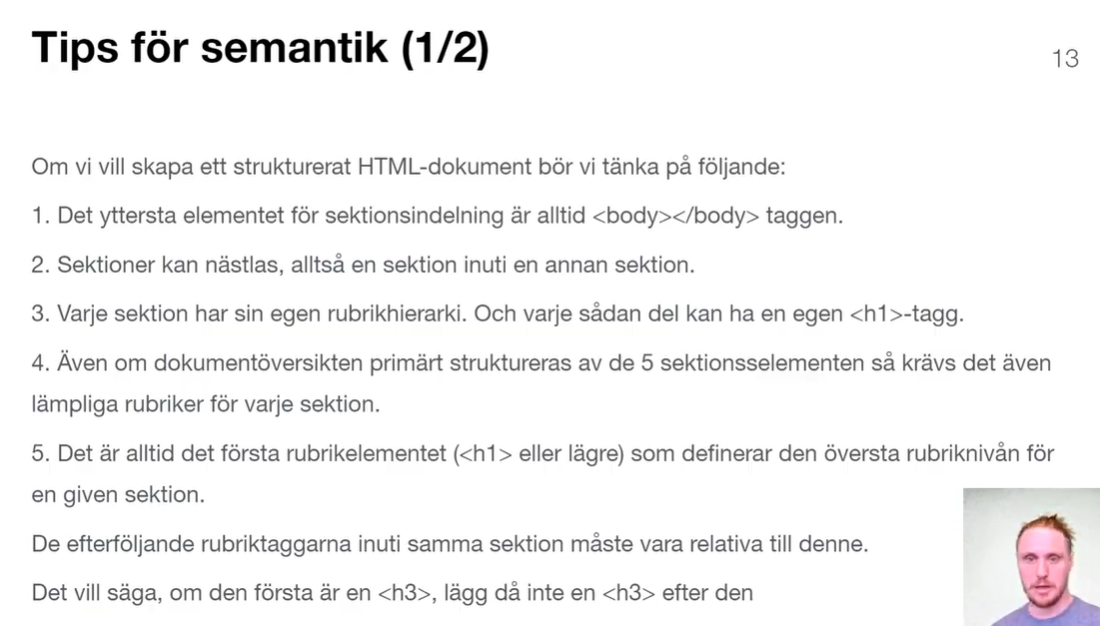 Tips för semantik (1/2)
13
Om vi vill skapa ett strukturerat HTML-dokument bör vi tänka på följande:
1. Det yttersta elementet för sektionsindelning är alltid <body></body> taggen.
2. Sektioner kan nästlas, alltså en sektion inuti en annan sektion.
3. Varje sektion har sin egen rubrikhierarki. Och varje sådan del kan ha en egen <h1>-tagg.
4. Även om dokumentöversikten primärt struktureras av de 5 sektionsselementen så krävs det även
lämpliga rubriker för varje sektion.
5. Det är alltid det första rubrikelementet (<h1> eller lägre) som definerar den översta rubriknivån för
en given sektion.
De efterföljande rubriktaggarna inuti samma sektion måste vara relativa till denne.
Det vill säga, om den första är en <h3>, lägg då inte en <h3> efter den